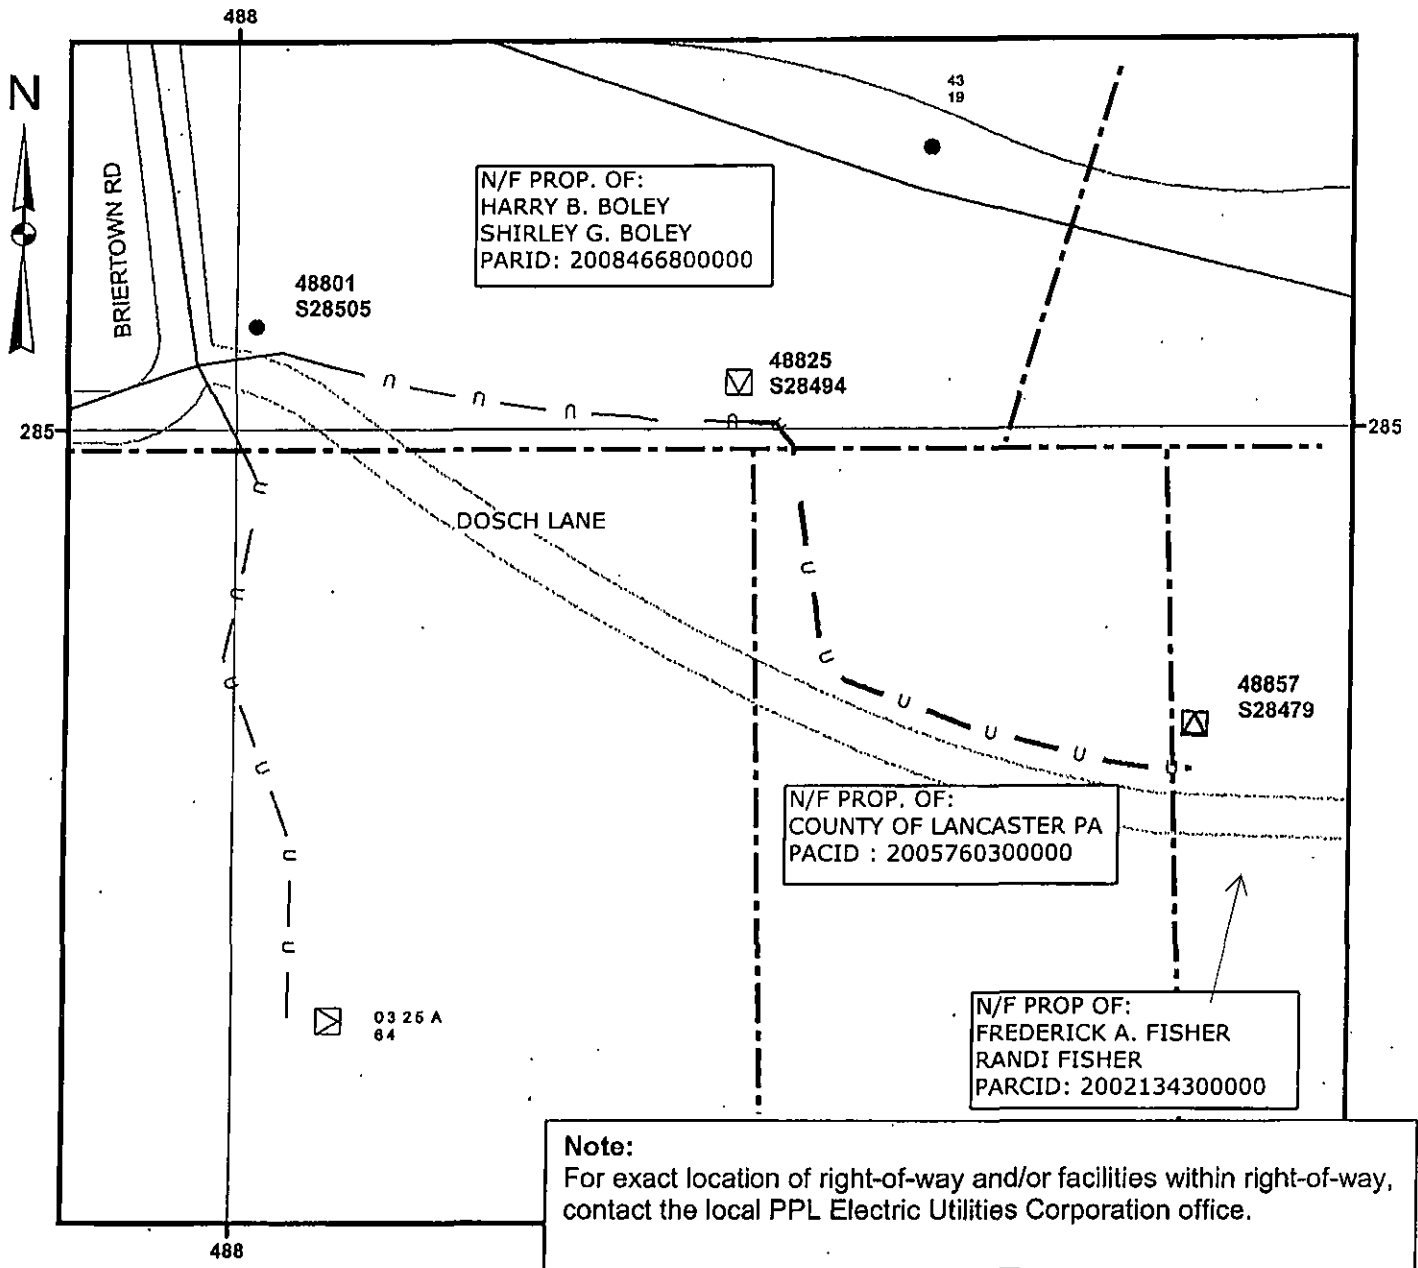 488
N
43
19
BRIERTOWN RD
N/F PROP. OF:
HARRY B. BOLEY
SHIRLEY G. BOLEY
PARID: 2008466800000
48801
S28505
48825
S28494
285
285
DOSCH LANE
48857
S28479
N/F PROP. OF:
COUNTY OF LANCASTER PA
PACID : 2005760300000
03 25 A
64
N/F PROP OF:
FREDERICK A. FISHER
RANDI FISHER
PARCID: 2002134300000
Note:
For exact location of right-of-way and/or facilities within right-of-way,
contact the local PPL Electric Utilities Corporation office.
488